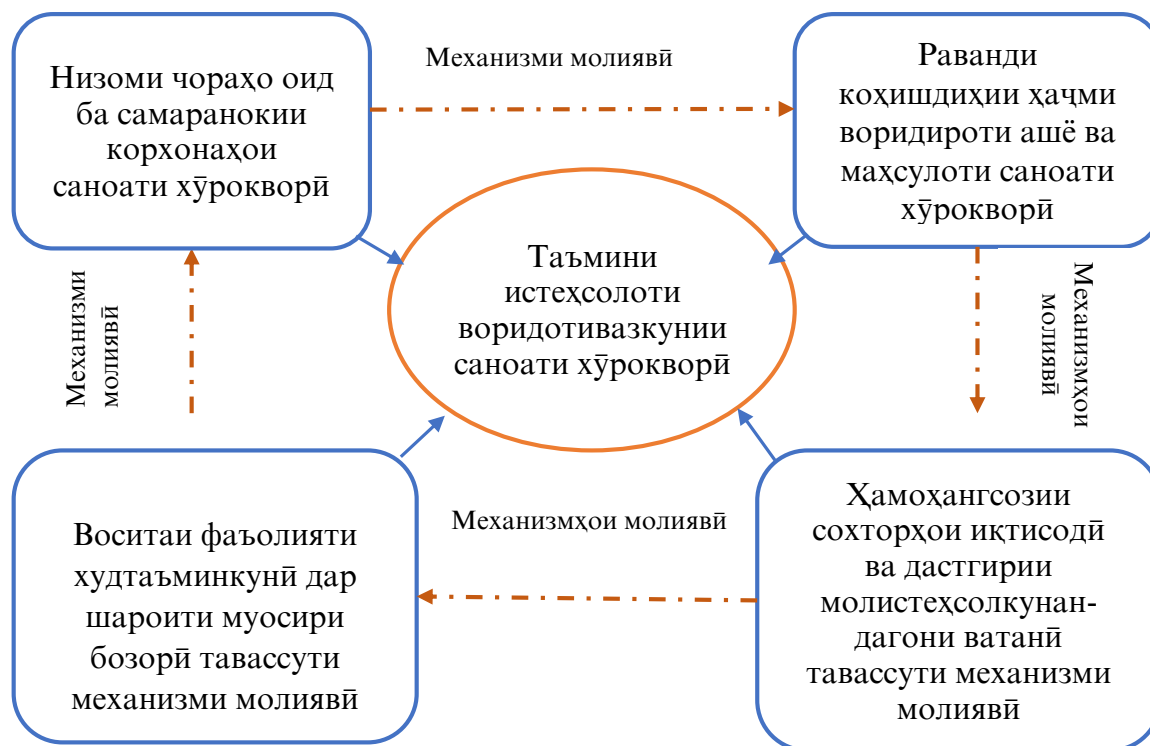 Низоми чораҳо оид
ба самаранокии
корхонаҳои
саноати хӯрокворӣ
Механизми молиявӣ
Раванди
коҳишдиҳии ҳаҷми
воридироти ашё ва
маҳсулоти саноати
хӯрокворӣ
Таъмини
истеҳсолоти
воридотивазкунии
саноати хӯрокворӣ
Механизми
молиявӣ
Механизмҳои
молиявӣ
Воситаи фаъолияти
худтаъминкунӣ дар
шароити муосири
бозорӣ тавассути
механизми молиявӣ
Механизмҳои молиявӣ
Ҳамоҳангсозии
сохторҳои иқтисодӣ
ва дастгирии
молистеҳсолкунан-
дагони ватанӣ
тавассути механизми
молиявӣ